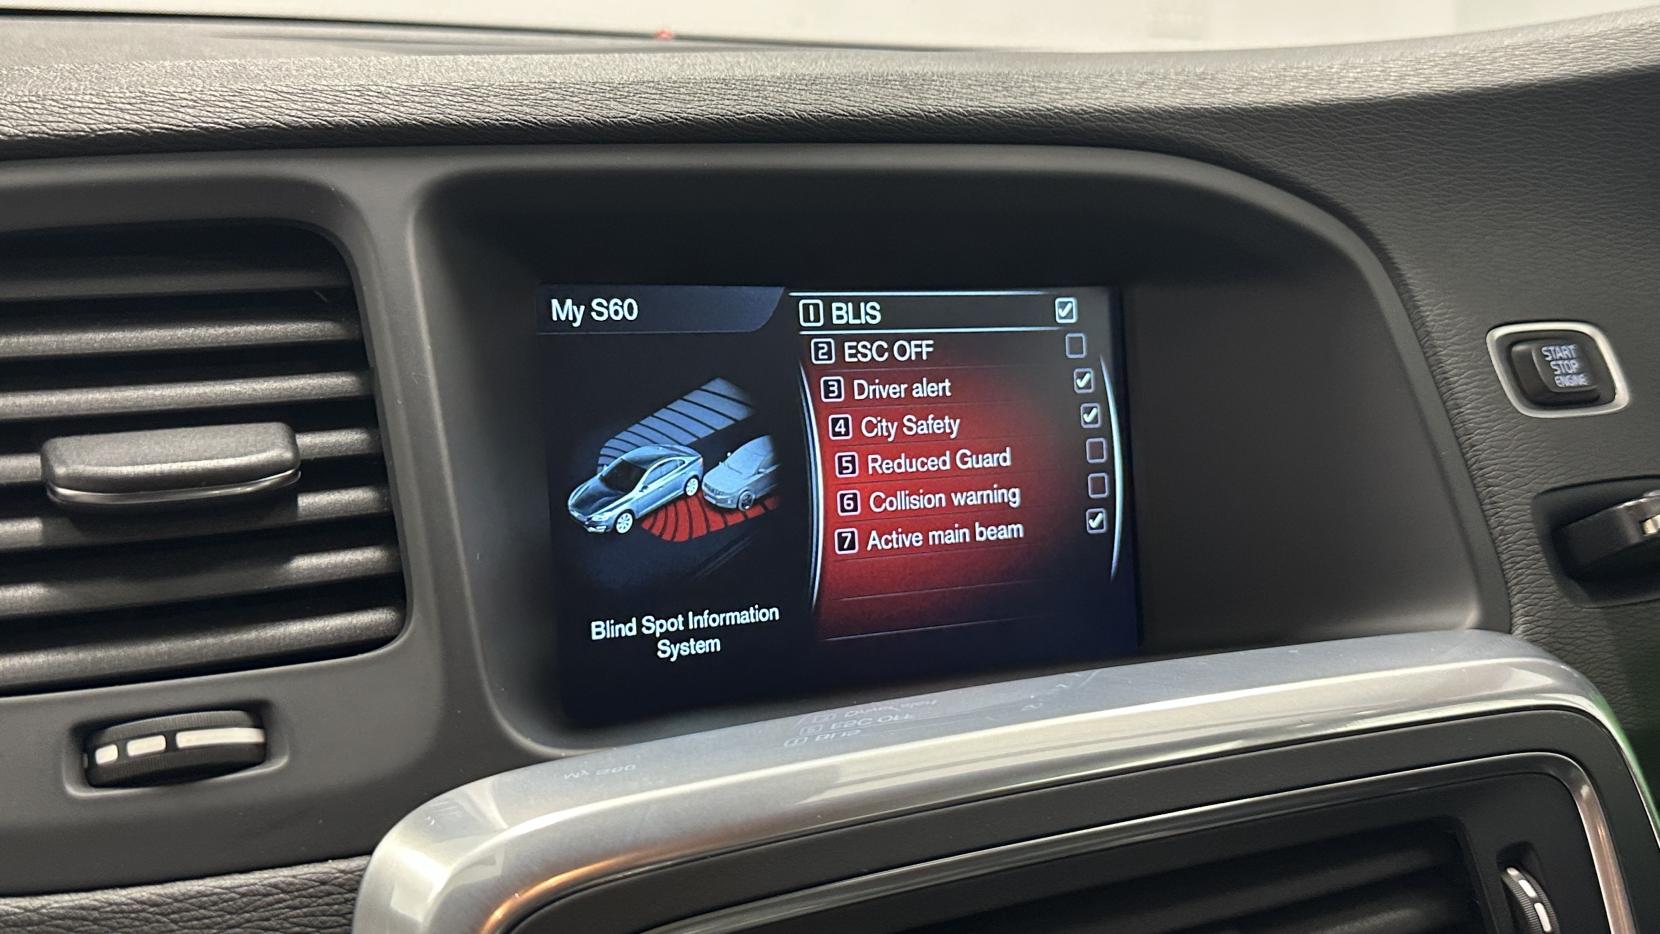 My S60
1 BLIS
2 ESC OFF
3 Driver alert
4 City Safety
5 Reduced Guard
6 Collision warning
7 Active main beam
Blind Spot Information
System
START
STOP
ENGINE